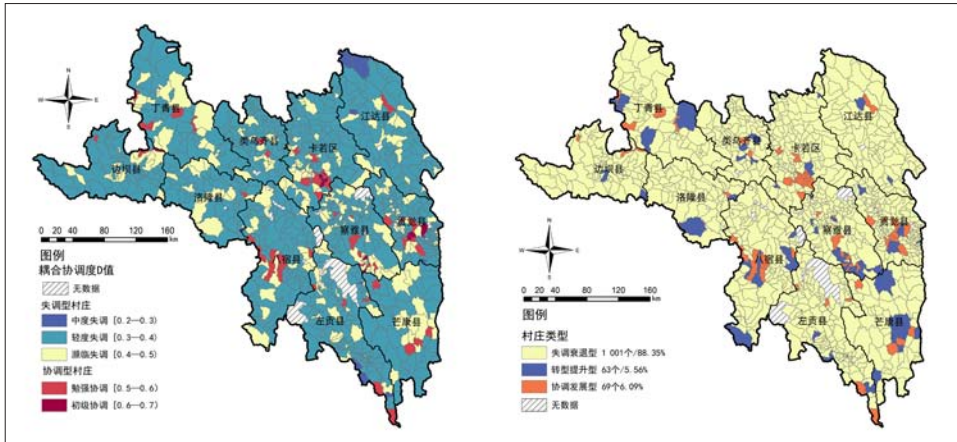 N
W
E
S
丁青县
江达县
类乌齐县
卡若区
边坝县
洛隆县
贡觉县
察雅县
八宿县
左贡县
芒康县
0 20 40 80 120 160
km
图例
耦合协调度D值
无数据
失调型村庄
中度失调 [0.2—0.3)
轻度失调 [0.3—0.4)
濒临失调 [0.4—0.5)
协调型村庄
勉强协调 [0.5—0.6)
初级协调 [0.6—0.7)
丁青县
江达县
类乌齐县
卡若区
边坝县
洛隆县
贡觉县
察雅县
八宿县
左贡县
芒康县
N
W
E
S
0 20 40 80 120 160
km
图例
村庄类型
失调衰退型 1 001个/88.35%
转型提升型 63个/5.56%
协调发展型 69个6.09%
无数据